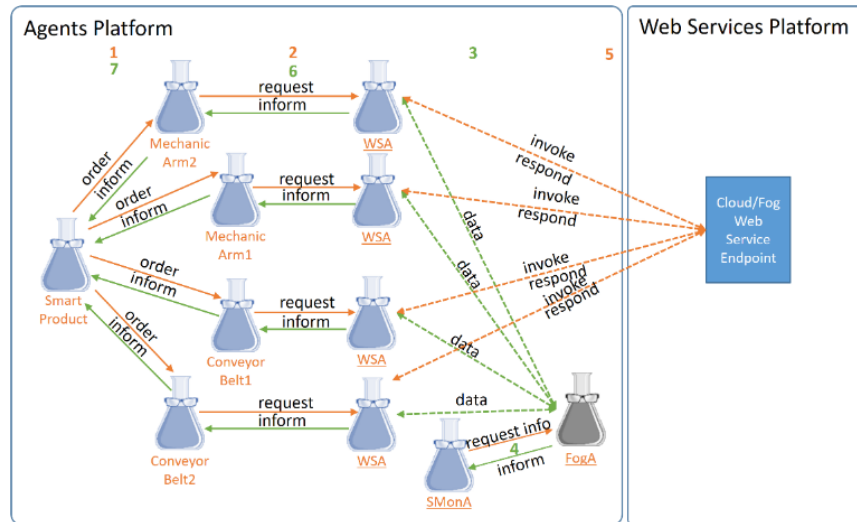 Agents Platform
Web Services Platform
1
2
3
5
7
6
request
inform
Mechanic
Arm2
WSA
order
inform
invoke
respond
order
inform
request
inform
Mechanic
Arm1
WSA
invoke
respond
data
Cloud/Fog
Web
Service
Endpoint
Smart
Product
order
inform
request
inform
Conveyor
Belt1
WSA
data
invoke
respond
invoke
respond
order
inform
data
request
inform
Conveyor
Belt2
WSA
data
request info
4
inform
SMonA
FogA